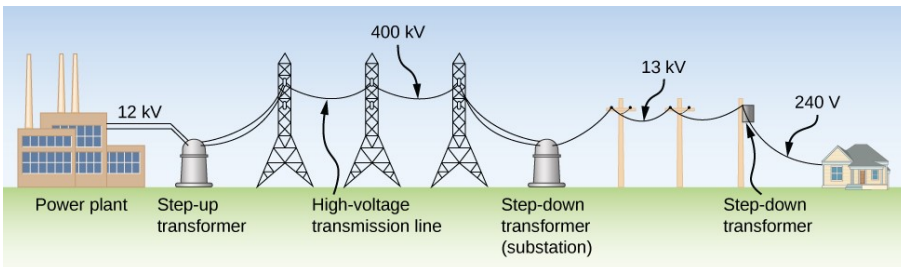 400 kV
13 kV
12 kV
240 V
Power plant
Step-up
transformer
High-voltage
transmission line
Step-down
transformer
(substation)
Step-down
transformer